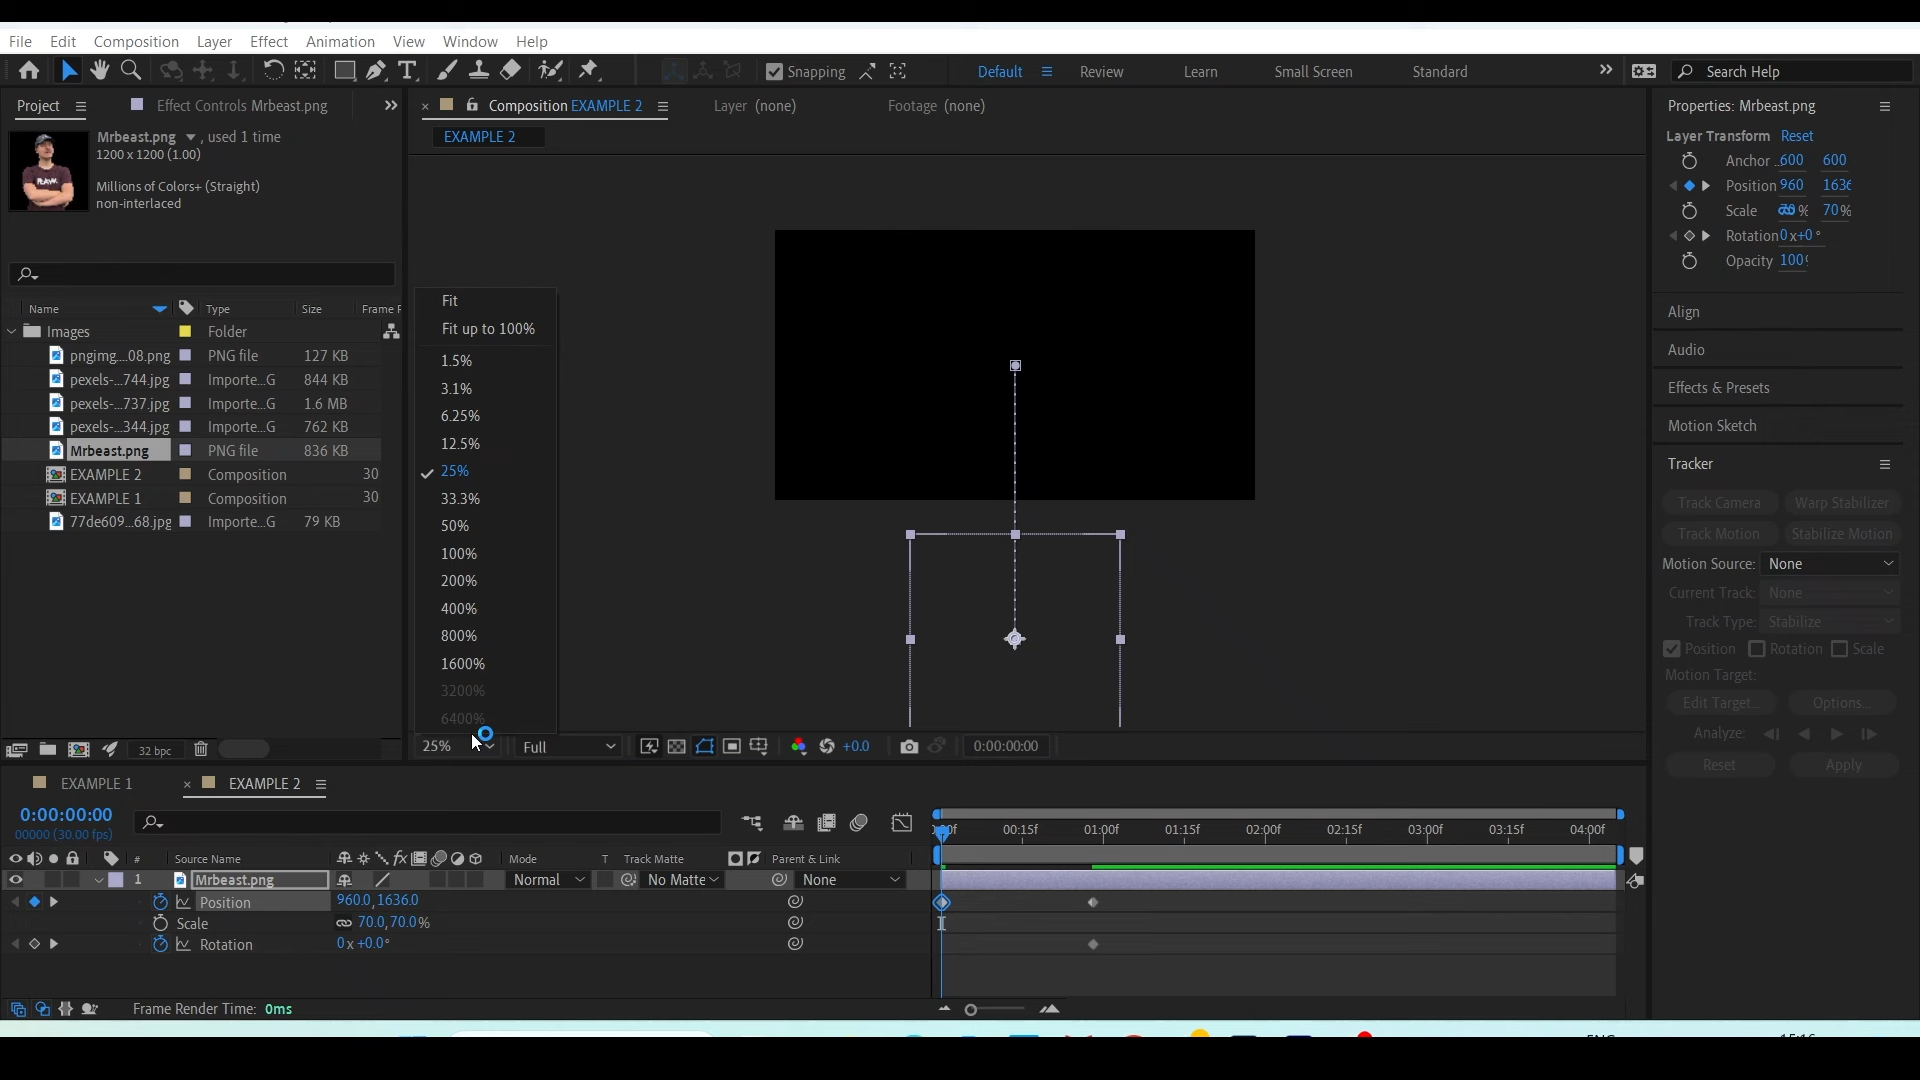 File Edit Composition Layer Effect Animation View Window Help
Snapping Default Review Learn Small Screen Standard Search Help
Project Effect Controls Mrbeast.png
Composition EXAMPLE 2 Layer (none) Footage (none)
Properties: Mrbeast.png
Mrbeast.png , used 1 time
1200 x 1200 (1.00)
Millions of Colors+ (Straight)
non-interlaced
EXAMPLE 2
Layer Transform Reset
Anchor .. 600 600
Position 960 1636
Scale 70% 70%
Rotation 0x+0°
Opacity 100
Align
Audio
Effects & Presets
Motion Sketch
Tracker
Track Camera Warp Stabilizer
Track Motion Stabilize Motion
Motion Source: None
Current Track: None
Track Type: Stabilize
Position Rotation Scale
Motion Target:
Edit Target... Options...
Analyze:
Reset Apply
Name Type Size Frame
Images Folder
pngimg....08.png PNG file 127 KB
pexels-...744.jpg Importe...G 844 KB
pexels-...737.jpg Importe...G 1.6 MB
pexels-...344.jpg Importe...G 762 KB
Mrbeast.png PNG file 836 KB
EXAMPLE 2 Composition 30
EXAMPLE 1 Composition 30
77de609...68.jpg Importe...G 79 KB
32 bpc
Fit
Fit up to 100%
1.5%
3.1%
6.25%
12.5%
25%
33.3%
50%
100%
200%
400%
800%
1600%
3200%
6400%
25% Full +0.0 0:00:00:00
EXAMPLE 1 EXAMPLE 2
0:00:00:00
00000 (30.00 fps)
00:15f 01:00f 01:15f 02:00f 02:15f 03:00f 03:15f 04:00f
# Source Name Mode T Track Matte Parent & Link
1 Mrbeast.png Normal No Matte None
Position 960.0,1636.0
Scale 70.0,70.0%
Rotation 0x+0.0°
Frame Render Time: 0ms